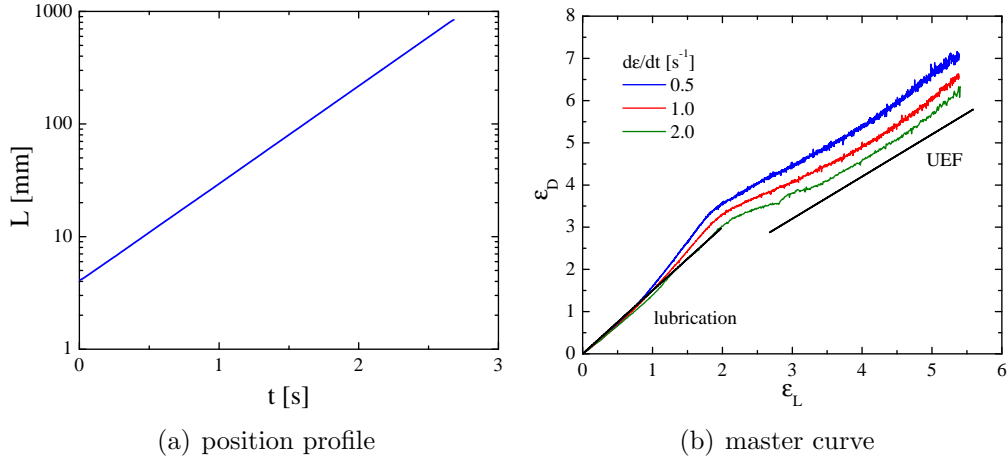 1000
100
10
1
L [mm]
0 1 2 3
t [s]
(a) position profile
8
7
6
5
4
3
2
1
0
ε_D
dε/dt [s⁻¹]
0.5
1.0
2.0
UEF
lubrication
0 1 2 3 4 5 6
ε_L
(b) master curve